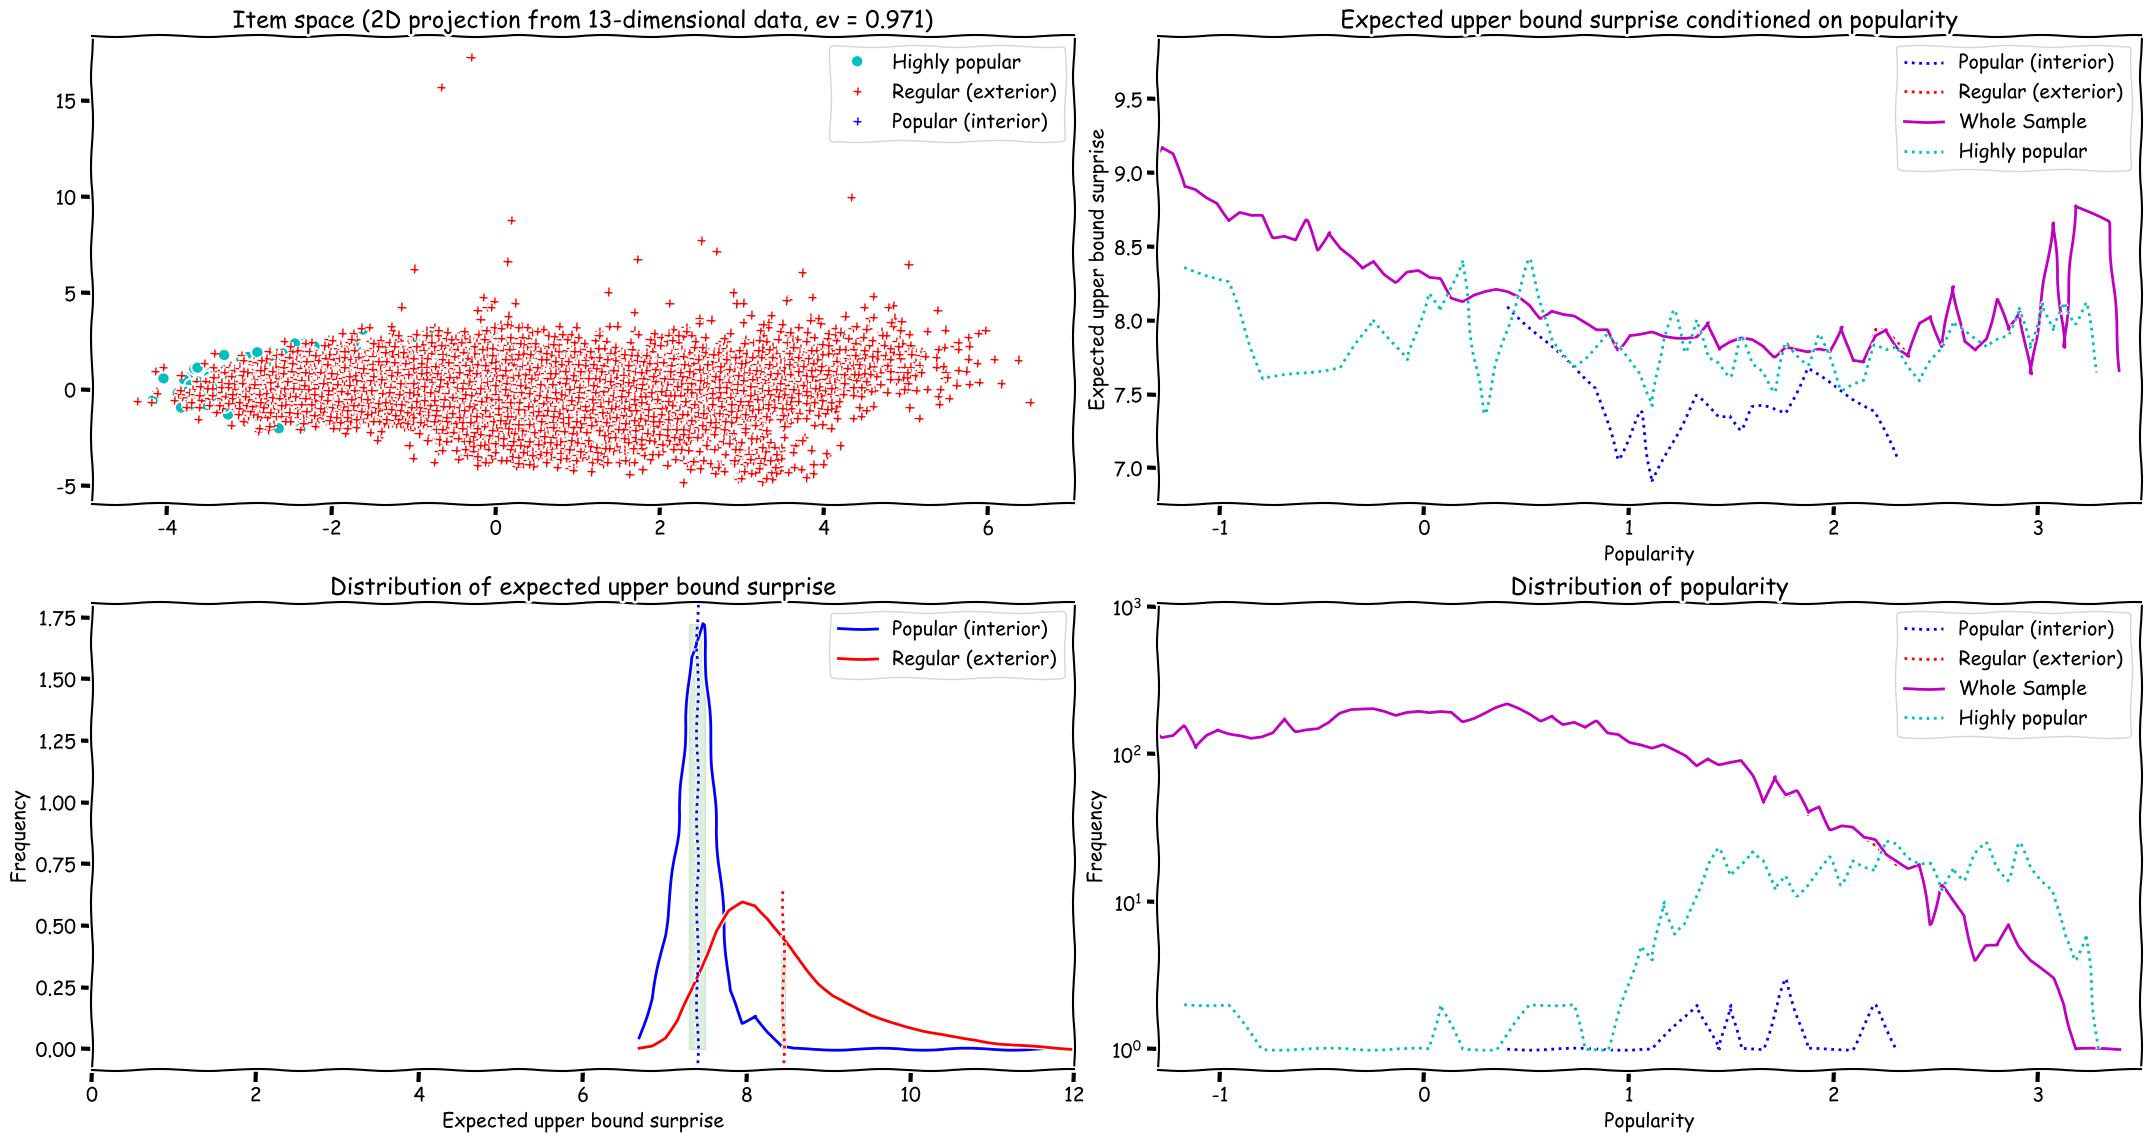 Item space (2D projection from 13-dimensional data, ev = 0.971)
Highly popular
Regular (exterior)
Popular (interior)
15
10
5
0
-5
-4
-2
0
2
4
6
Expected upper bound surprise conditioned on popularity
Popular (interior)
Regular (exterior)
Whole Sample
Highly popular
Expected upper bound surprise
9.5
9.0
8.5
8.0
7.5
7.0
-1
0
1
2
3
Popularity
Distribution of expected upper bound surprise
Popular (interior)
Regular (exterior)
Frequency
1.75
1.50
1.25
1.00
0.75
0.50
0.25
0.00
0
2
4
6
8
10
12
Expected upper bound surprise
Distribution of popularity
Popular (interior)
Regular (exterior)
Whole Sample
Highly popular
Frequency
10³
10²
10¹
10⁰
-1
0
1
2
3
Popularity